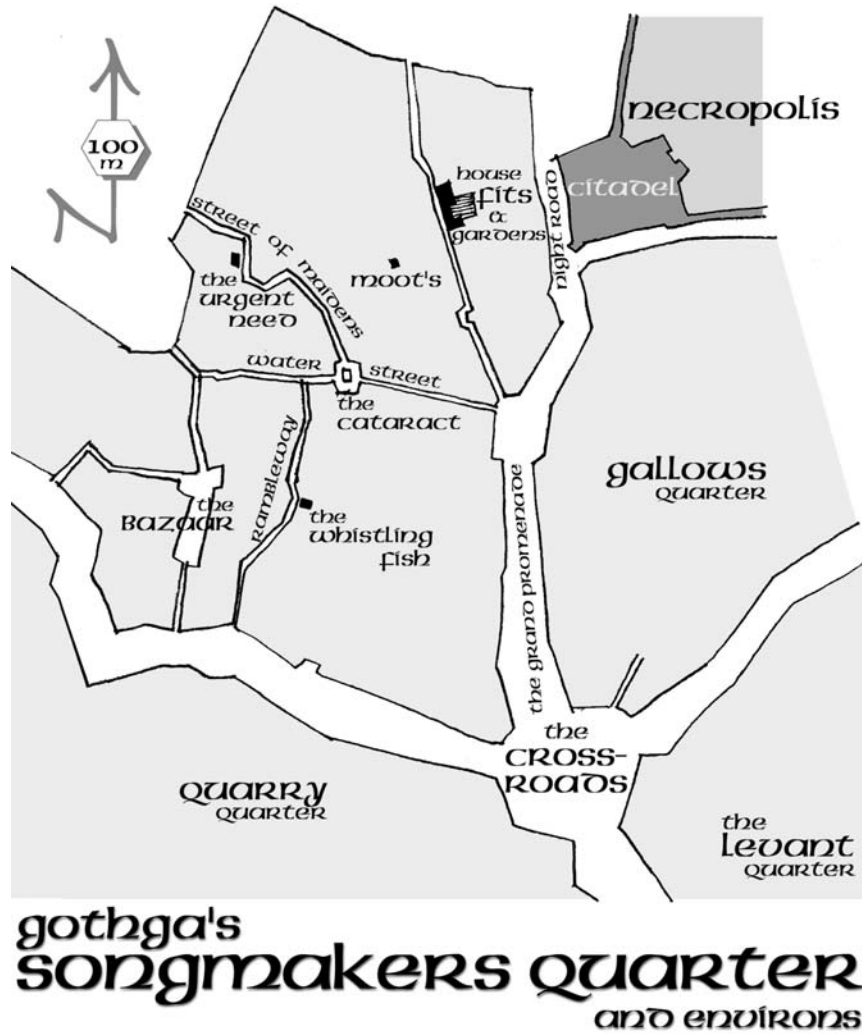 necropolis
100
m
citadel
house
fits
&
gardens
night road
street of maidens
moot's
the
urgent
need
water street
the
cataract
rambleway
the grand promenade
gallows
quarter
the
bazaar
the
whistling
fish
the
cross-
roads
quarry
quarter
the
levant
quarter
gothga's
songmakers quarter
and environs